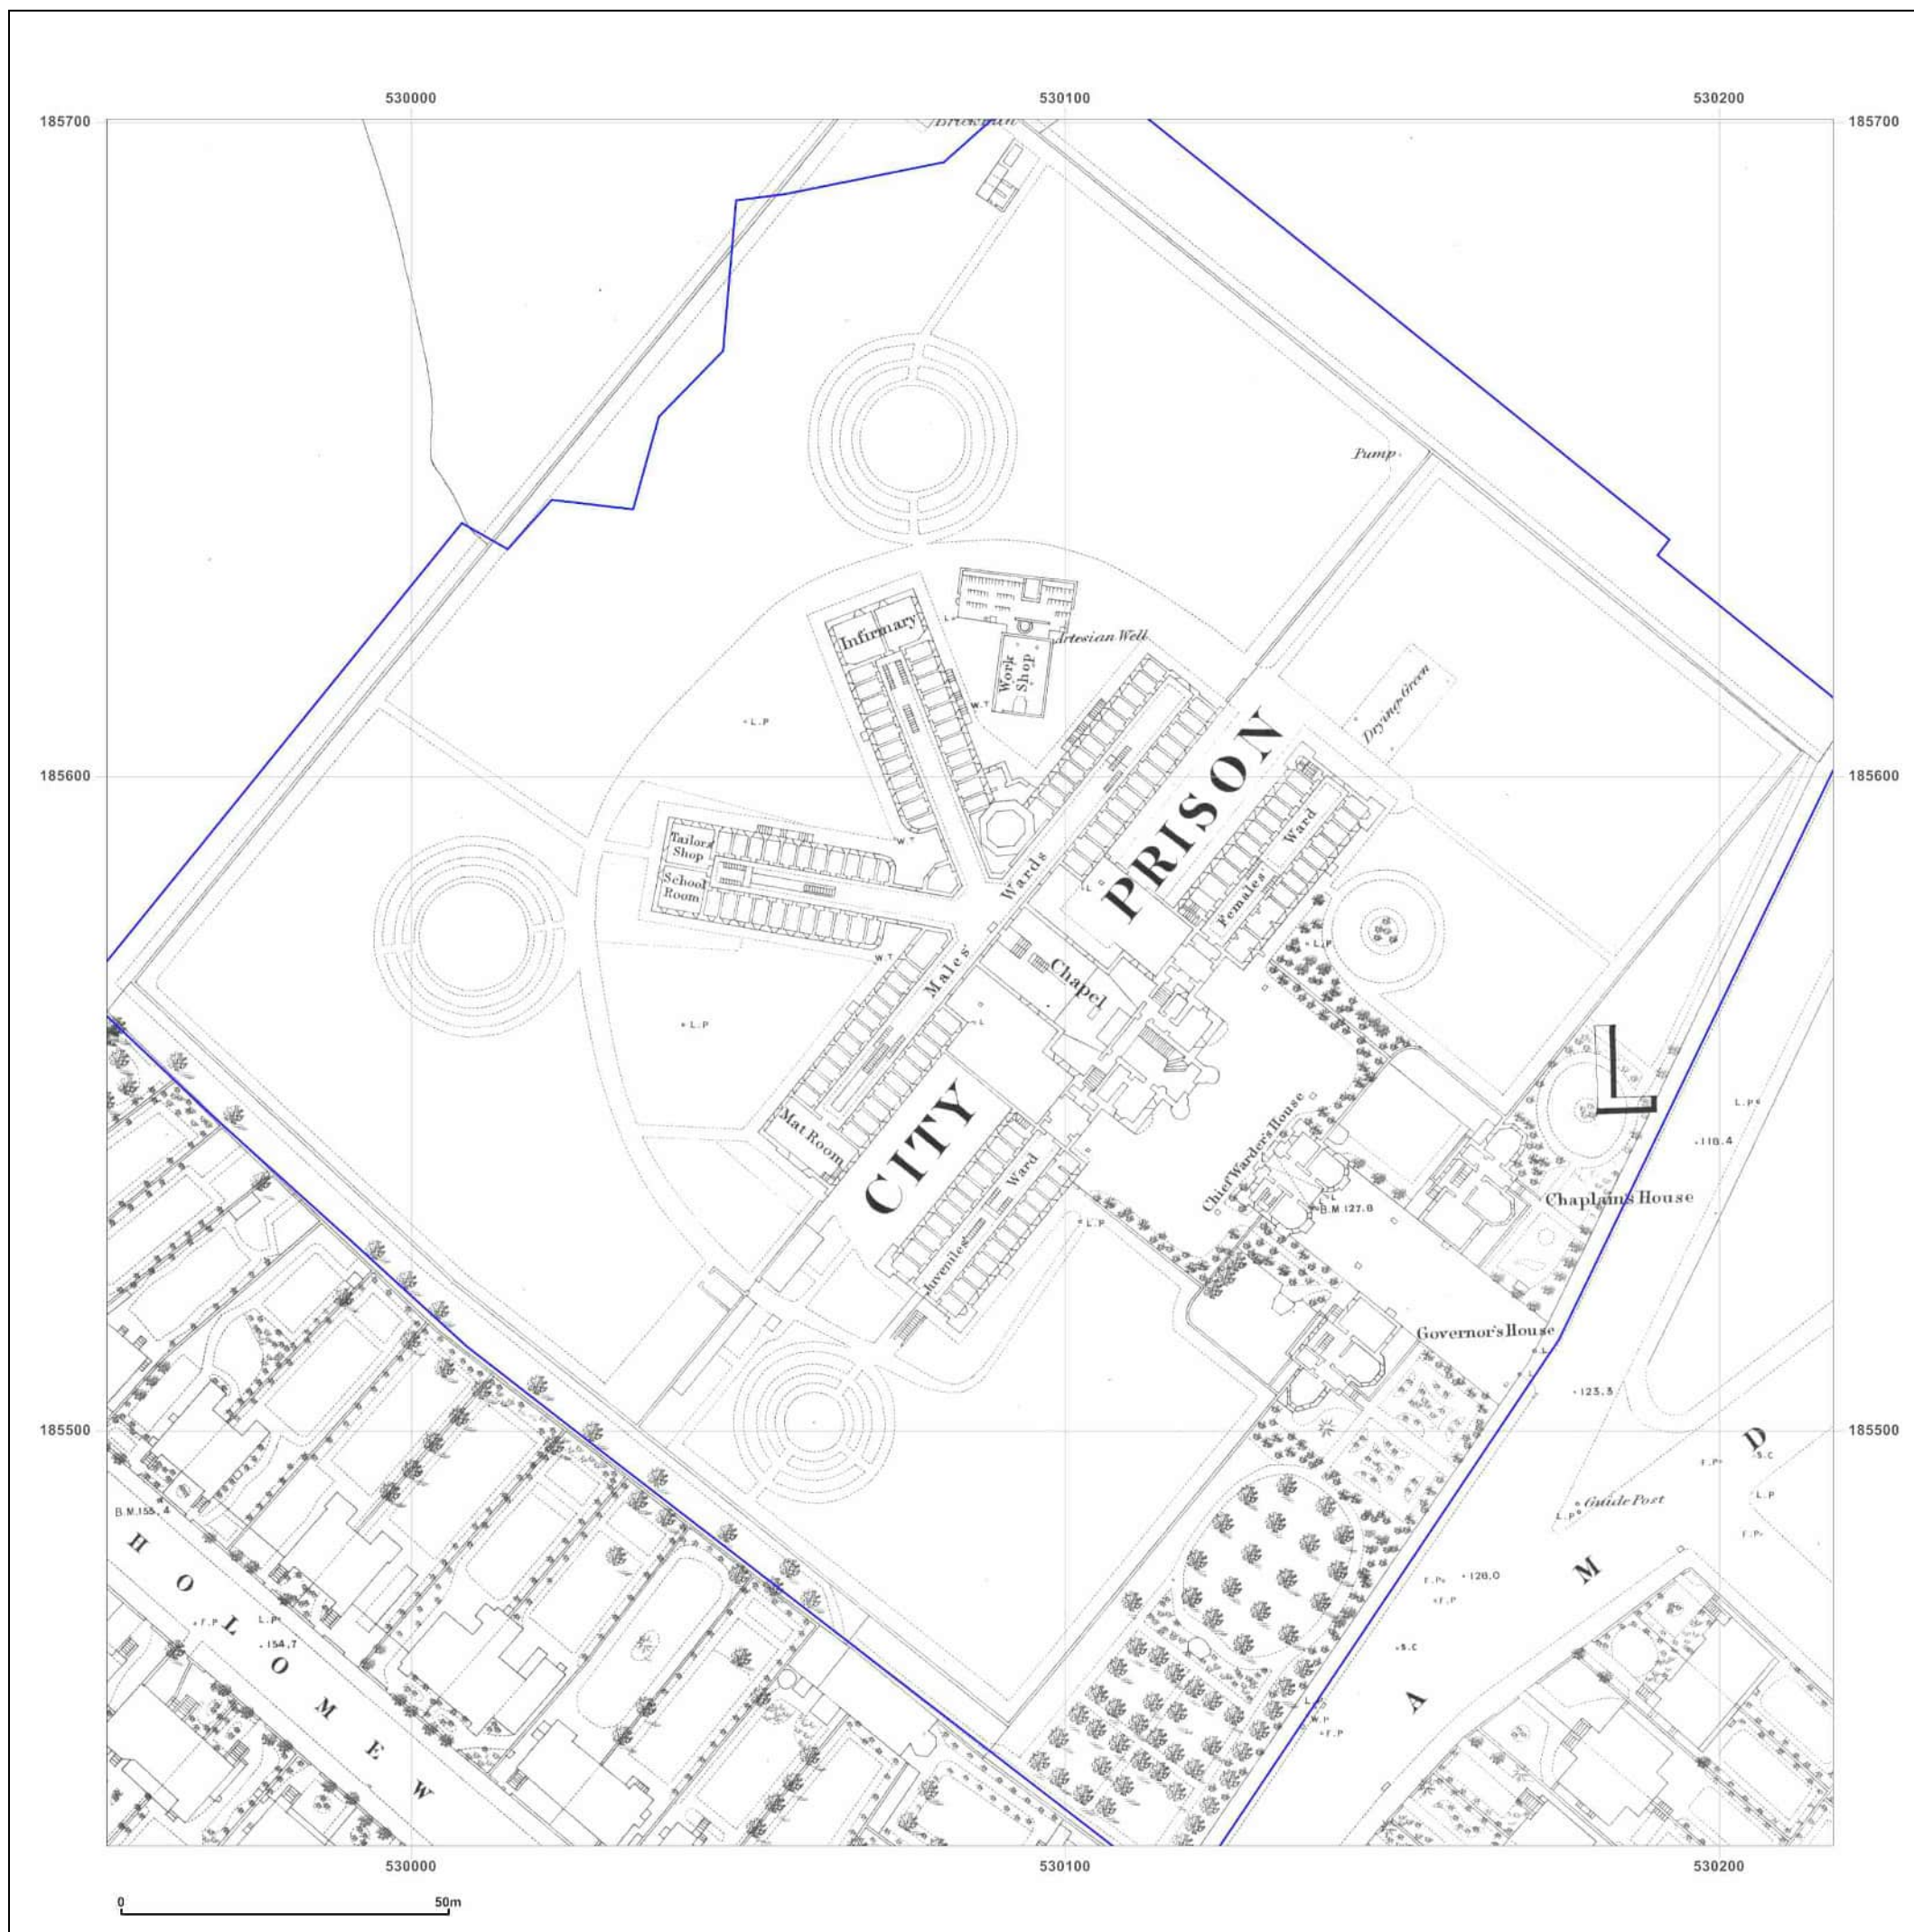 530000
530100
530200
185700
185700
Pump
Infirmary
Artesian Well
Work
Shop
L.P
W.T
Drying Green
185600
185600
PRISON
Tailors
Shop
School
Room
W.T
Wards
L
Females'
Ward
L.P
W.T
Males'
Chapel
L.P
L
Mat Room
CITY
Chief Warder's House
L.P
118.4
Ward
Juveniles'
L
B.M.127.8
Chaplain's House
L.P
Governor's House
L
L
123.3
185500
185500
D
F.P
S.C
Guide Post
L.P
L.P
F.P
B.M.155.4
HOLOMEW
M
F.P
128.0
F.P
F.P
L.P
154.7
S.C
A
L
W.P
F.P
530000
530100
530200
0
50m